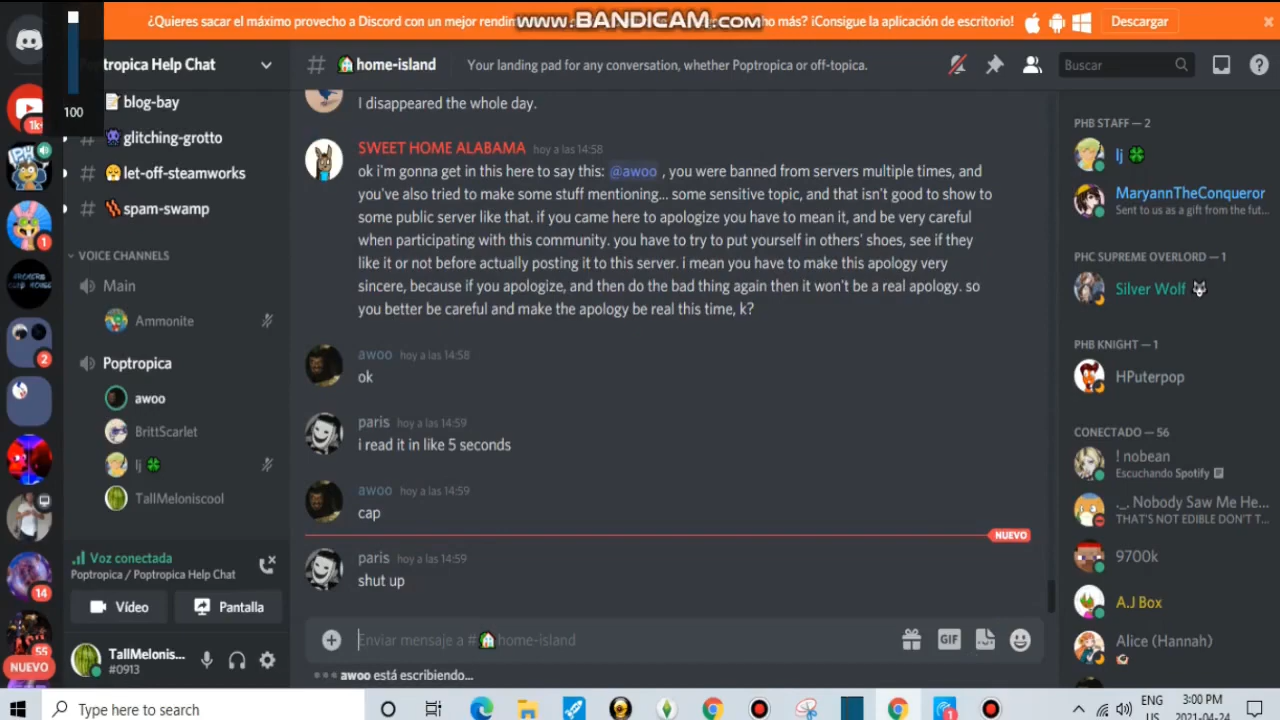 ¿Quieres sacar el máximo provecho a Discord con un mejor rendim
ho más? ¡Consigue la aplicación de escritorio!
Descargar
www.BANDICAM.com
100
ptropica Help Chat
# home-island
Your landing pad for any conversation, whether Poptropica or off-topica.
Buscar
blog-bay
# glitching-grotto
# let-off-steamworks
# spam-swamp
VOICE CHANNELS
Main
Ammonite
Poptropica
awoo
BrittScarlet
lj
TallMeloniscool
Voz conectada
Poptropica / Poptropica Help Chat
Vídeo
Pantalla
TallMelonis...
#0913
1k+
1
2
14
55
NUEVO
I disappeared the whole day.
SWEET HOME ALABAMA hoy a las 14:58
ok i'm gonna get in this here to say this: @awoo , you were banned from servers multiple times, and
you've also tried to make some stuff mentioning... some sensitive topic, and that isn't good to show to
some public server like that. if you came here to apologize you have to mean it, and be very careful
when participating with this community. you have to try to put yourself in others' shoes, see if they
like it or not before actually posting it to this server. i mean you have to make this apology very
sincere, because if you apologize, and then do the bad thing again then it won't be a real apology. so
you better be careful and make the apology be real this time, k?
awoo hoy a las 14:58
ok
paris hoy a las 14:59
i read it in like 5 seconds
awoo hoy a las 14:59
cap
NUEVO
paris hoy a las 14:59
shut up
Enviar mensaje a # home-island
GIF
awoo está escribiendo...
PHB STAFF — 2
lj
MaryannTheConqueror
Sent to us as a gift from the fut...
PHC SUPREME OVERLORD — 1
Silver Wolf
PHB KNIGHT — 1
HPuterpop
CONECTADO — 56
! nobean
Escuchando Spotify
._. Nobody Saw Me He...
THAT'S NOT EDIBLE DON'T T...
9700k
A.J Box
Alice (Hannah)
Type here to search
ENG
US
3:00 PM
2021-04-24
1